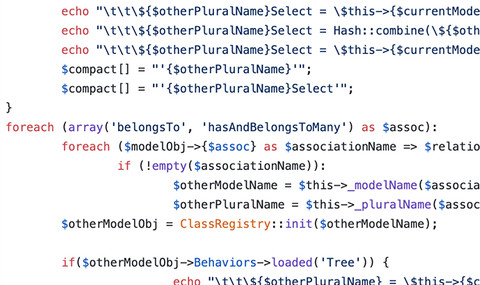 echo "\t\t\${$otherPluralName}Select = \$this->{$currentMode
echo "\t\t\${$otherPluralName}Select = Hash::combine(\${$oth
echo "\t\t\${$otherPluralName}Select = \$this->{$currentMode
$compact[] = "'{$otherPluralName}'";
$compact[] = "'{$otherPluralName}Select'";
}
foreach (array('belongsTo', 'hasAndBelongsToMany') as $assoc):
foreach ($modelObj->{$assoc} as $associationName => $relatio
if (!empty($associationName)):
$otherModelName = $this->_modelName($associa
$otherPluralName = $this->_pluralName($assoc
$otherModelObj = ClassRegistry::init($otherModelName);
if($otherModelObj->Behaviors->loaded('Tree')) {
echo "\t\t\${$otherPluralName} = \$this->{$c